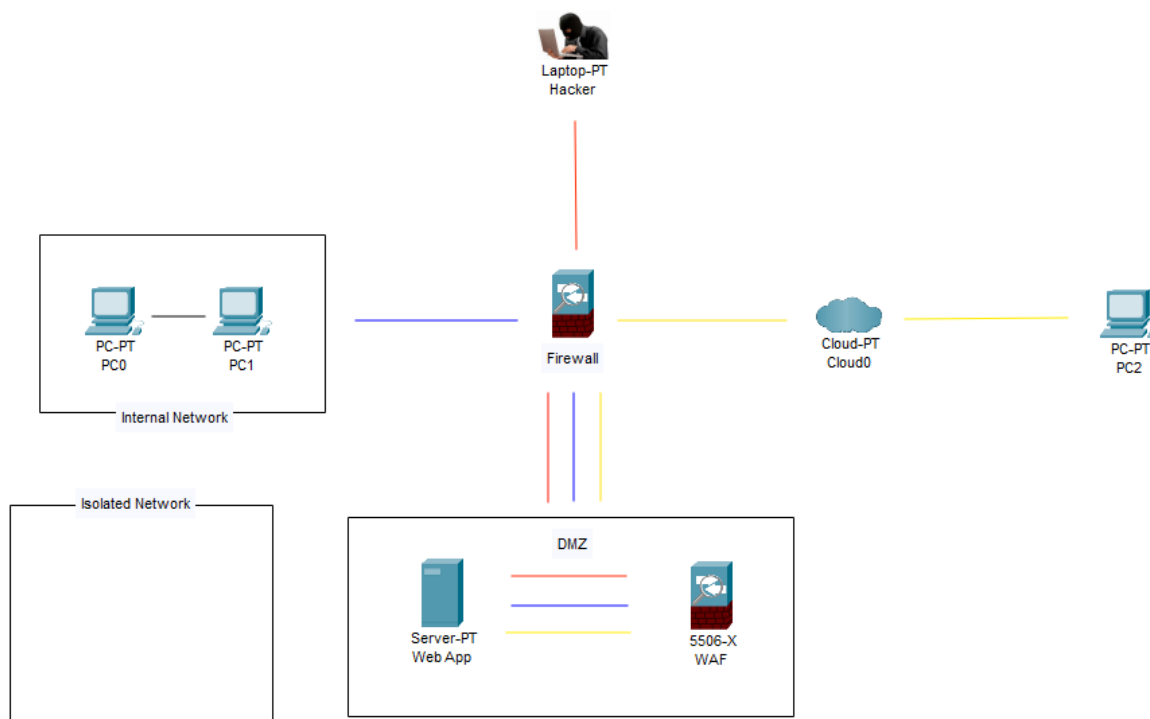 Laptop-PT
Hacker
PC-PT
PC0
PC-PT
PC1
Internal Network
Firewall
Cloud-PT
Cloud0
PC-PT
PC2
Isolated Network
DMZ
Server-PT
Web App
5506-X
WAF